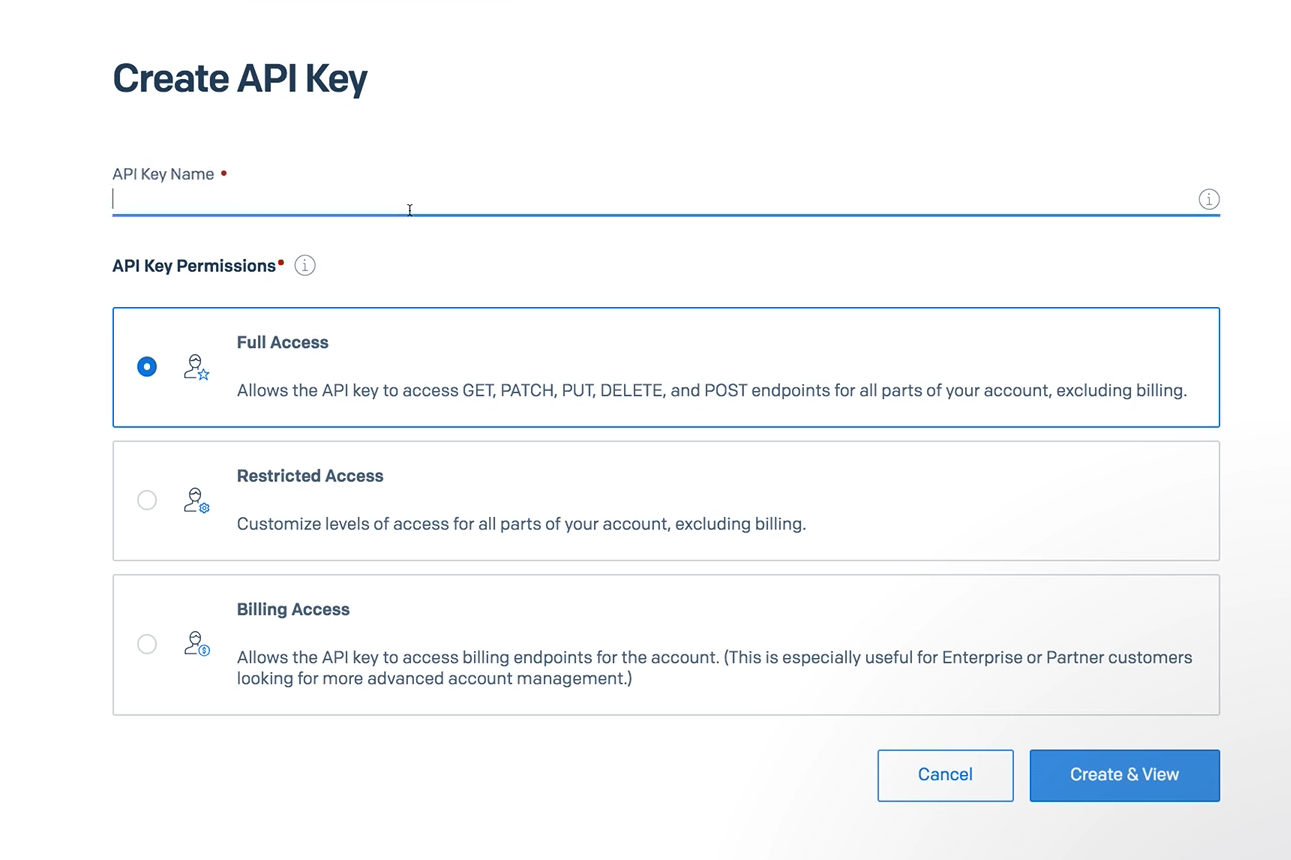 Create API Key
API Key Name
API Key Permissions
Full Access
Allows the API key to access GET, PATCH, PUT, DELETE, and POST endpoints for all parts of your account, excluding billing.
Restricted Access
Customize levels of access for all parts of your account, excluding billing.
Billing Access
Allows the API key to access billing endpoints for the account. (This is especially useful for Enterprise or Partner customers
looking for more advanced account management.)
Cancel
Create & View